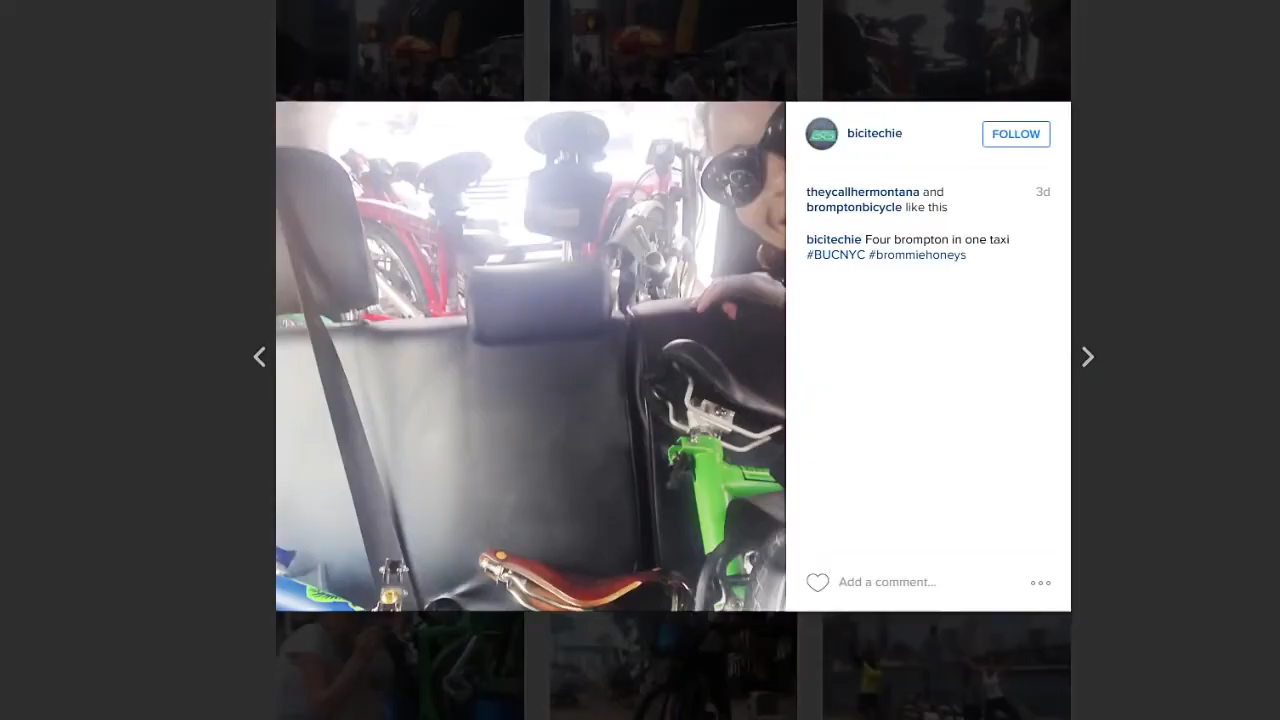 bicitechie
FOLLOW
theycallhermontana and
3d
bromptonbicycle like this
bicitechie Four brompton in one taxi
#BUCNYC #brommiehoneys
Add a comment...